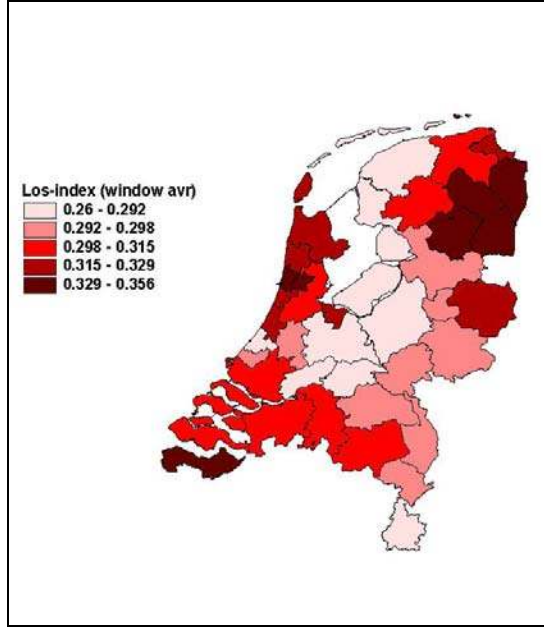 Los-index (window avr)
0.26 - 0.292
0.292 - 0.298
0.298 - 0.315
0.315 - 0.329
0.329 - 0.356